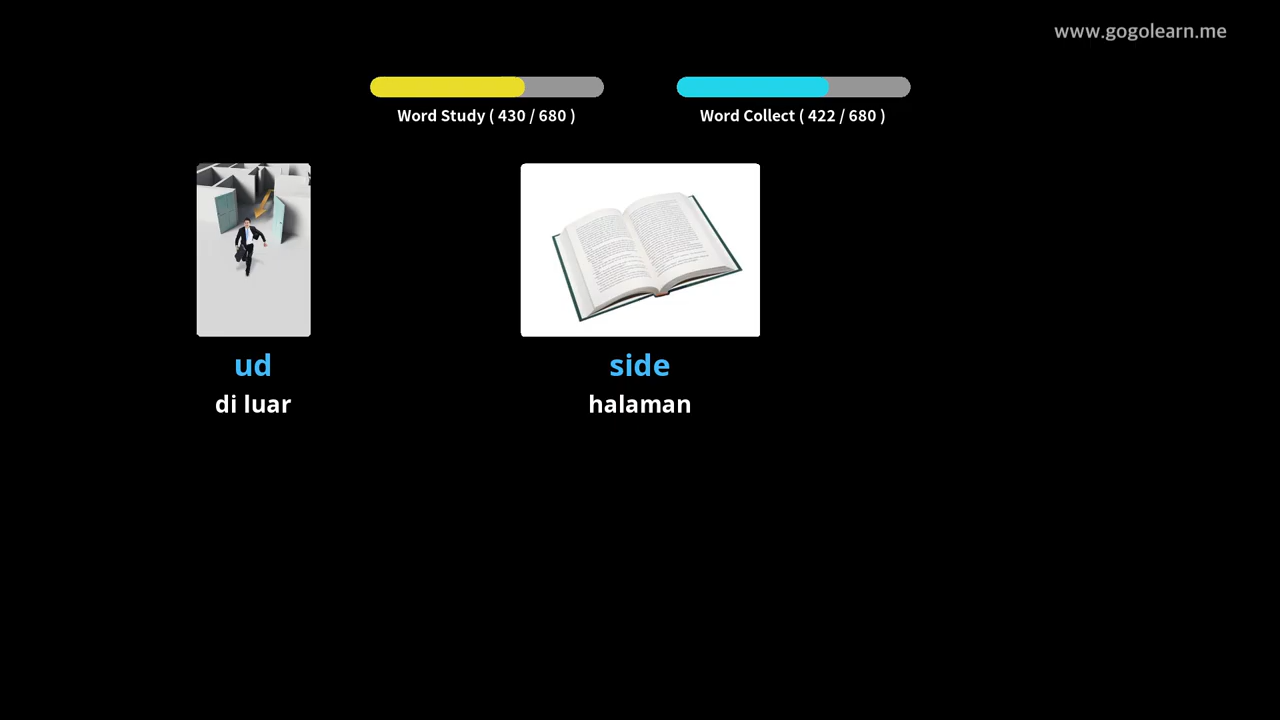 www.gogolearn.me
Word Study ( 430 / 680 )
Word Collect ( 422 / 680 )
ud
di luar
side
halaman